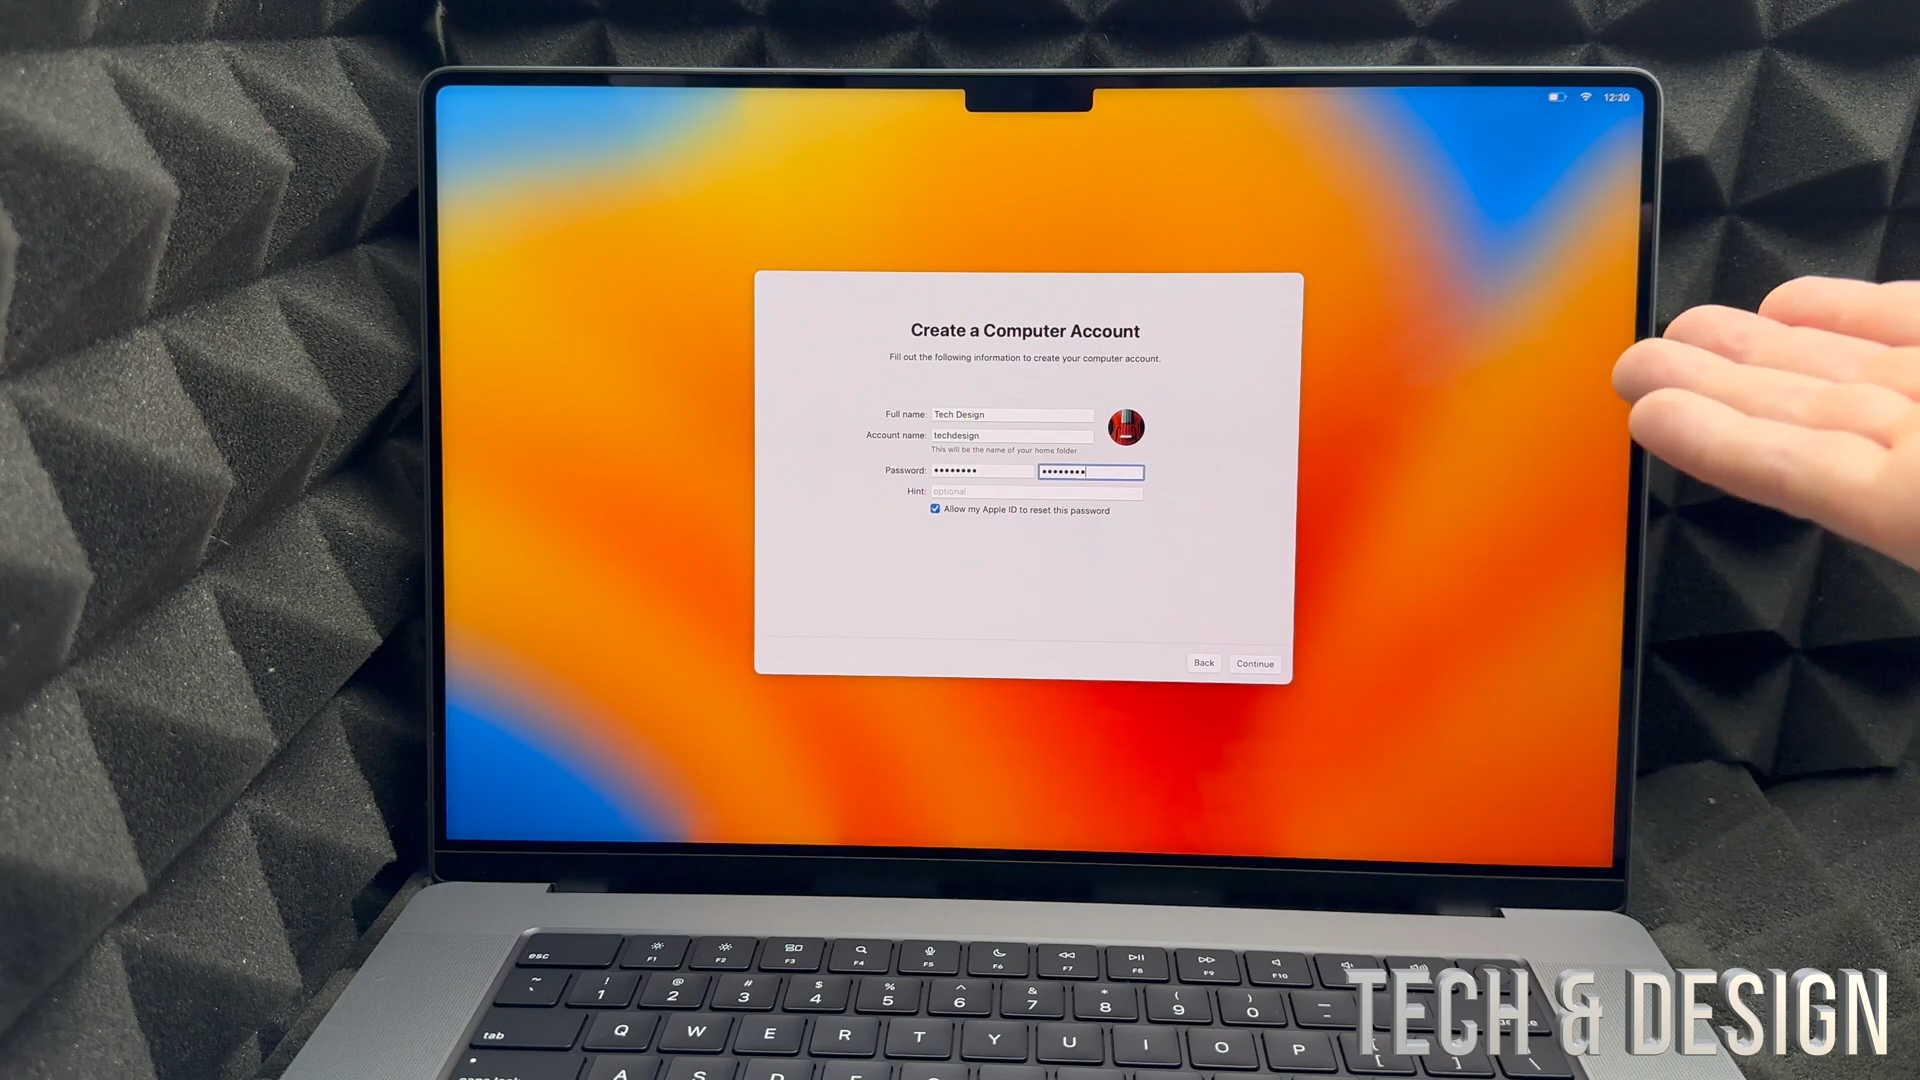 12:20
Create a Computer Account
Fill out the following information to create your computer account.
Full name: Tech Design
Account name: techdesign
This will be the name of your home folder.
Password: •••••••• ••••••••
Hint: optional
Allow my Apple ID to reset this password
Back Continue
esc F1 F2 F3 F4 F5 F6 F7 F8 F9 F10
~ ! @ # $ % ^ & * ( ) _
` 1 2 3 4 5 6 7 8 9 0 -
tab Q W E R T Y U I O P [ ] \
A S D
TECH & DESIGN